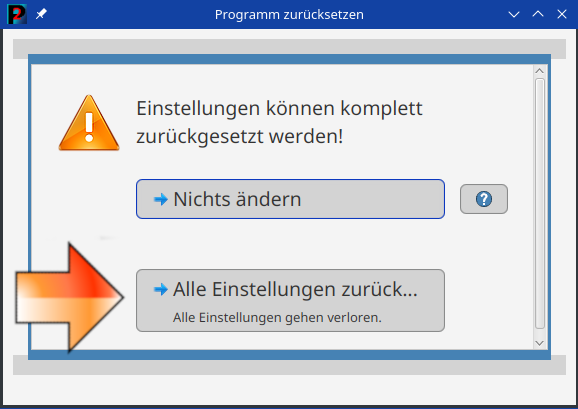 Programm zurücksetzen
Einstellungen können komplett
zurückgesetzt werden!
Nichts ändern
?
Alle Einstellungen zurück...
Alle Einstellungen gehen verloren.